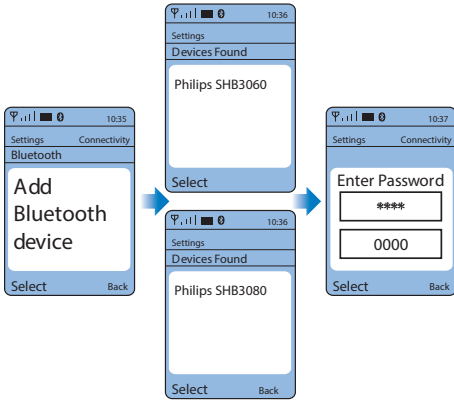 10:35
Settings Connectivity
Bluetooth
Add
Bluetooth
device
Select Back
10:36
Settings
Devices Found
Philips SHB3060
Select
10:36
Settings
Devices Found
Philips SHB3080
Select Back
10:37
Settings Connectivity
Enter Password
****
0000
Select Back